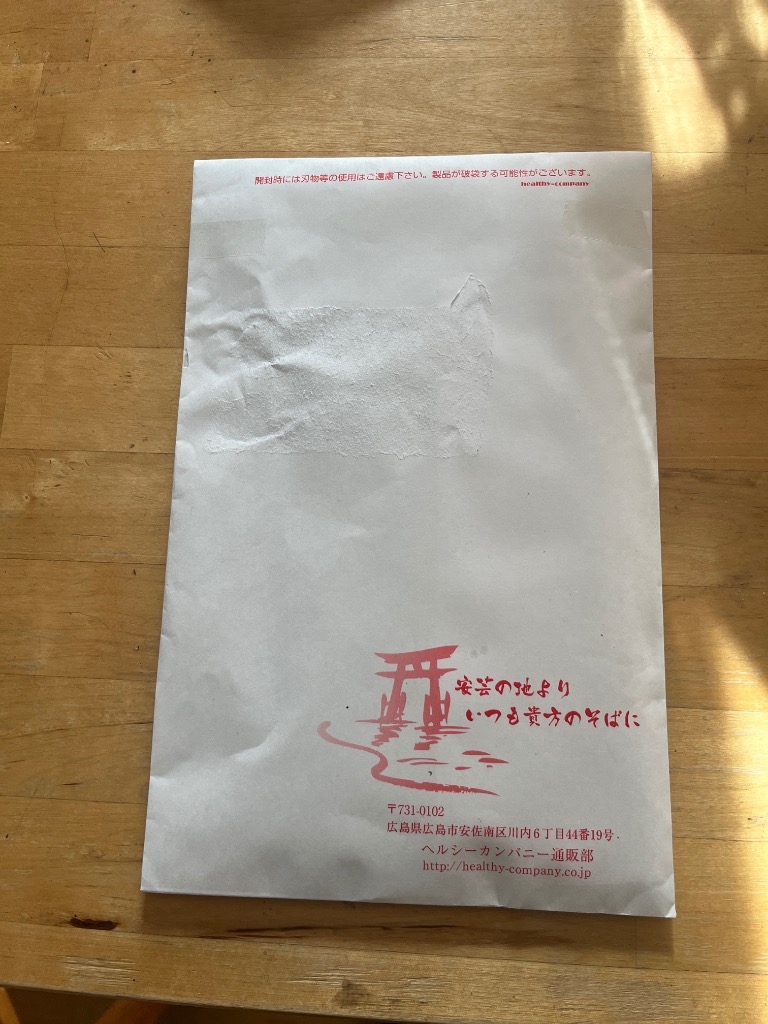 開封時には刃物等の使用はご遠慮下さい。製品が破袋する可能性がございます。
healthy-company
安芸の地より
いつも貴方のそばに
〒731-0102
広島県広島市安佐南区川内6丁目44番19号
ヘルシーカンパニー通販部
http://healthy-company.co.jp